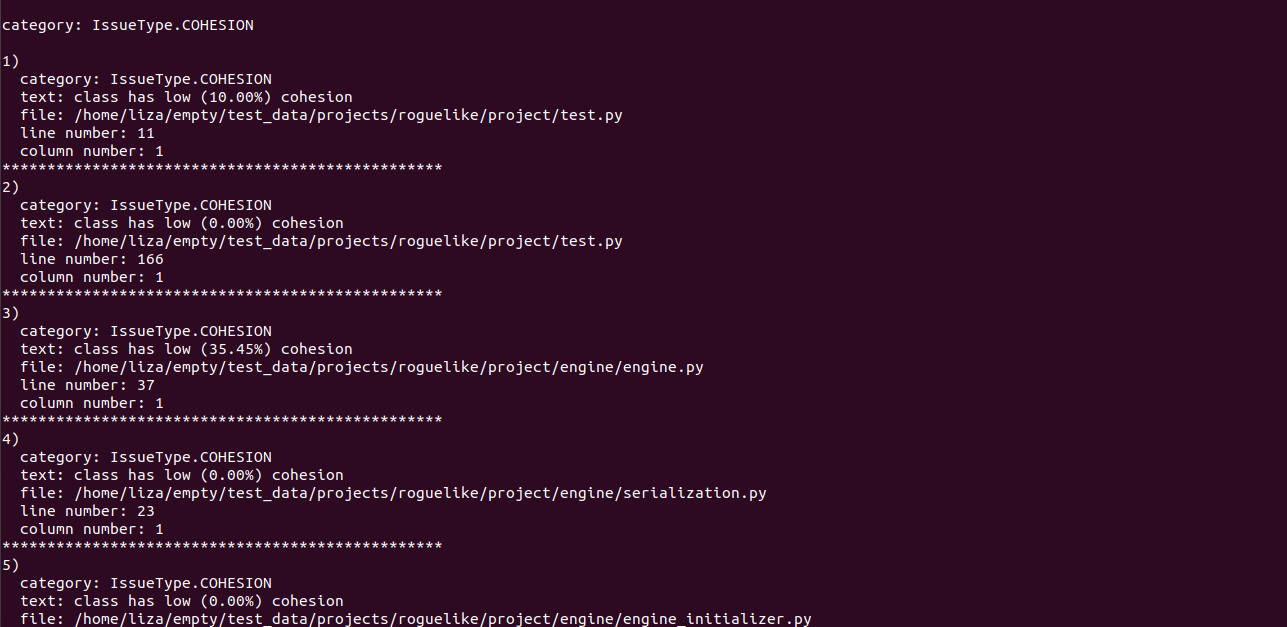 category: IssueType.COHESION
1)
category: IssueType.COHESION
text: class has low (10.00%) cohesion
file: /home/liza/empty/test_data/projects/roguelike/project/test.py
line number: 11
column number: 1
*************************************************
2)
category: IssueType.COHESION
text: class has low (0.00%) cohesion
file: /home/liza/empty/test_data/projects/roguelike/project/test.py
line number: 166
column number: 1
*************************************************
3)
category: IssueType.COHESION
text: class has low (35.45%) cohesion
file: /home/liza/empty/test_data/projects/roguelike/project/engine/engine.py
line number: 37
column number: 1
*************************************************
4)
category: IssueType.COHESION
text: class has low (0.00%) cohesion
file: /home/liza/empty/test_data/projects/roguelike/project/engine/serialization.py
line number: 23
column number: 1
*************************************************
5)
category: IssueType.COHESION
text: class has low (0.00%) cohesion
file: /home/liza/empty/test_data/projects/roguelike/project/engine/engine_initializer.py